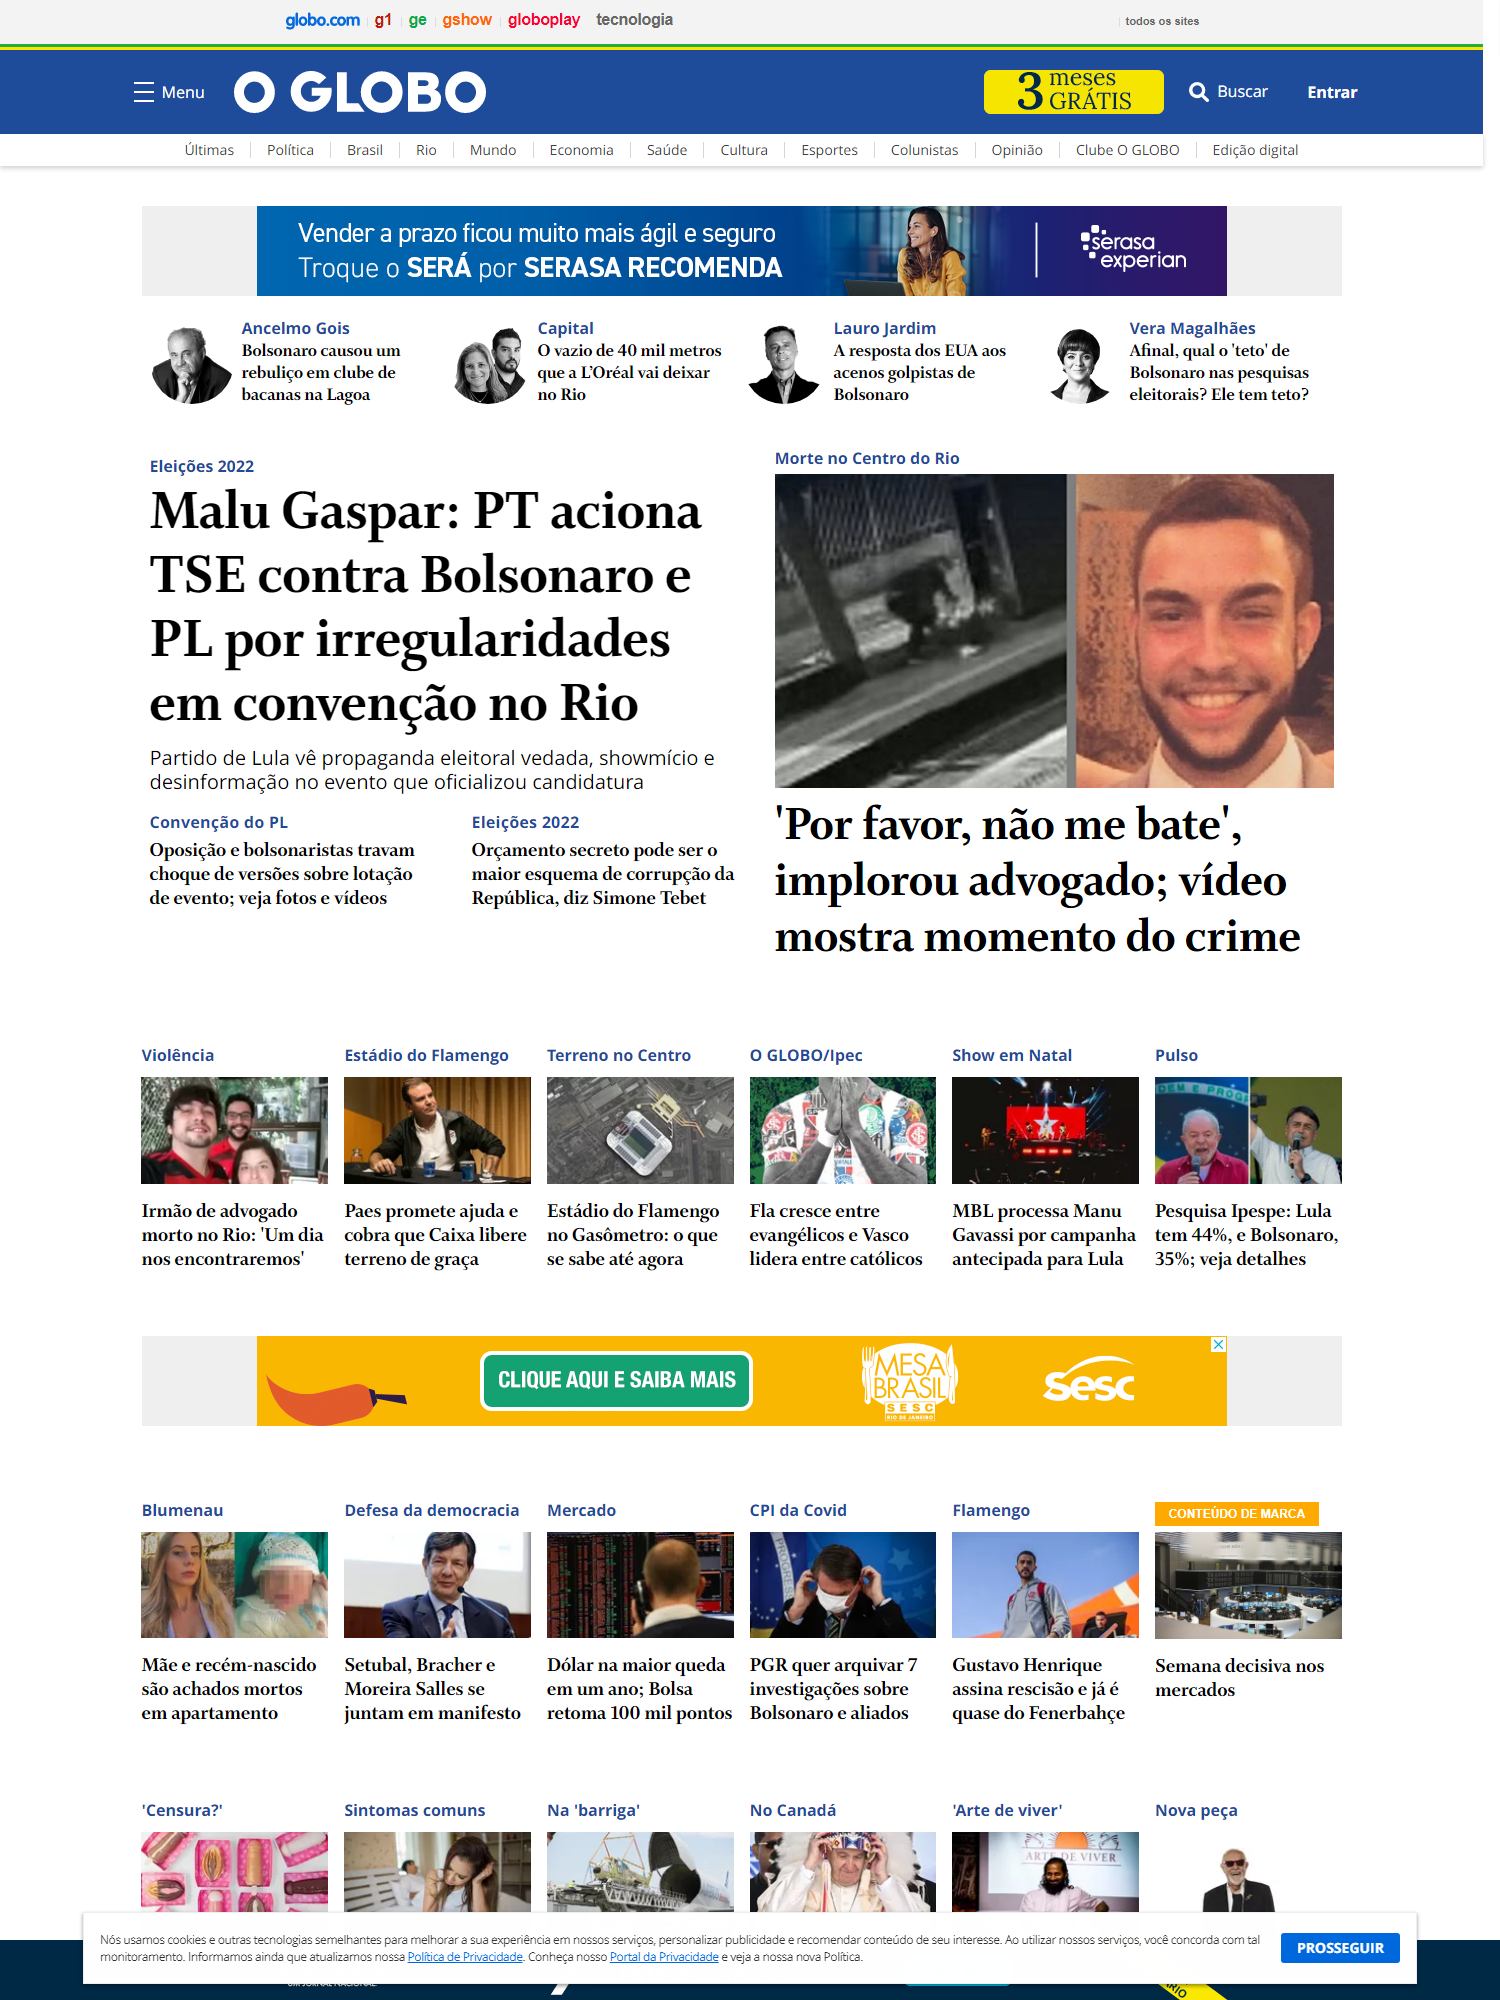 globo.com g1 ge gshow globoplay tecnologia todos os sites
Menu O GLOBO 3 meses GRÁTIS Buscar Entrar
Últimas Política Brasil Rio Mundo Economia Saúde Cultura Esportes Colunistas Opinião Clube O GLOBO Edição digital
Vender a prazo ficou muito mais ágil e seguro
Troque o SERÁ por SERASA RECOMENDA
serasa
experian
Ancelmo Gois
Bolsonaro causou um
rebuliço em clube de
bacanas na Lagoa
Capital
O vazio de 40 mil metros
que a L'Oréal vai deixar
no Rio
Lauro Jardim
A resposta dos EUA aos
acenos golpistas de
Bolsonaro
Vera Magalhães
Afinal, qual o 'teto' de
Bolsonaro nas pesquisas
eleitorais? Ele tem teto?
Eleições 2022
Malu Gaspar: PT aciona
TSE contra Bolsonaro e
PL por irregularidades
em convenção no Rio
Partido de Lula vê propaganda eleitoral vedada, showmício e
desinformação no evento que oficializou candidatura
Convenção do PL
Oposição e bolsonaristas travam
choque de versões sobre lotação
de evento; veja fotos e vídeos
Eleições 2022
Orçamento secreto pode ser o
maior esquema de corrupção da
República, diz Simone Tebet
Morte no Centro do Rio
'Por favor, não me bate',
implorou advogado; vídeo
mostra momento do crime
Violência
Irmão de advogado
morto no Rio: 'Um dia
nos encontraremos'
Estádio do Flamengo
Paes promete ajuda e
cobra que Caixa libere
terreno de graça
Terreno no Centro
Estádio do Flamengo
no Gasômetro: o que
se sabe até agora
O GLOBO/Ipec
Fla cresce entre
evangélicos e Vasco
lidera entre católicos
Show em Natal
MBL processa Manu
Gavassi por campanha
antecipada para Lula
Pulso
DEM E PROGRE
Pesquisa Ipespe: Lula
tem 44%, e Bolsonaro,
35%; veja detalhes
CLIQUE AQUI E SAIBA MAIS
MESA
BRASIL
SESC
RIO DE JANEIRO
Sesc
Blumenau
Mãe e recém-nascido
são achados mortos
em apartamento
Defesa da democracia
Setubal, Bracher e
Moreira Salles se
juntam em manifesto
Mercado
Dólar na maior queda
em um ano; Bolsa
retoma 100 mil pontos
CPI da Covid
PROGRES
PGR quer arquivar 7
investigações sobre
Bolsonaro e aliados
Flamengo
Gustavo Henrique
assina rescisão e já é
quase do Fenerbahçe
CONTEÚDO DE MARCA
Semana decisiva nos
mercados
'Censura?'
Sintomas comuns
Na 'barriga'
No Canadá
'Arte de viver'
ARTE DE VIVER
Nova peça
Nós usamos cookies e outras tecnologias semelhantes para melhorar a sua experiência em nossos serviços, personalizar publicidade e recomendar conteúdo de seu interesse. Ao utilizar nossos serviços, você concorda com tal
monitoramento. Informamos ainda que atualizamos nossa Política de Privacidade. Conheça nosso Portal da Privacidade e veja a nossa nova Política.
PROSSEGUIR